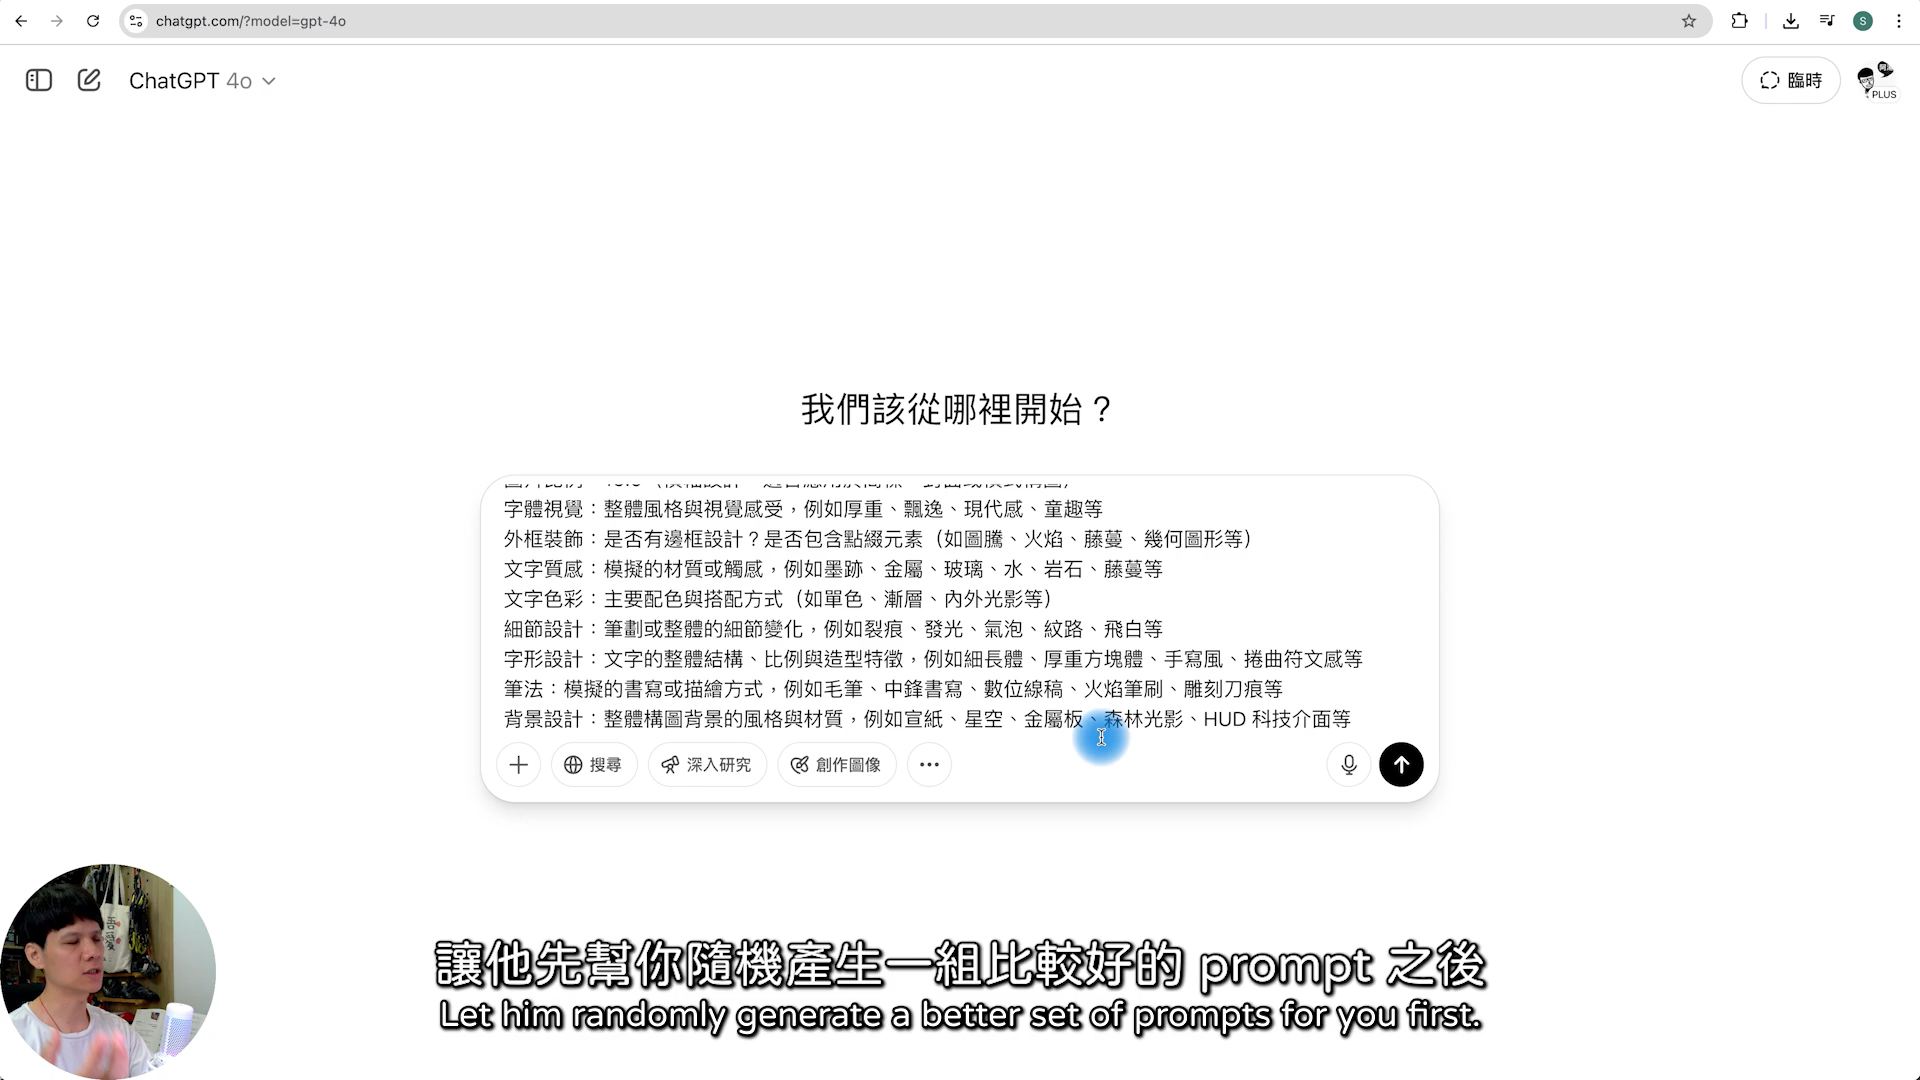 chatgpt.com/?model=gpt-4o
S
ChatGPT 4o
臨時
PLUS
我們該從哪裡開始？
字體視覺：整體風格與視覺感受，例如厚重、飄逸、現代感、童趣等
外框裝飾：是否有邊框設計？是否包含點綴元素（如圖騰、火焰、藤蔓、幾何圖形等）
文字質感：模擬的材質或觸感，例如墨跡、金屬、玻璃、水、岩石、藤蔓等
文字色彩：主要配色與搭配方式（如單色、漸層、內外光影等）
細節設計：筆劃或整體的細節變化，例如裂痕、發光、氣泡、紋路、飛白等
字形設計：文字的整體結構、比例與造型特徵，例如細長體、厚重方塊體、手寫風、捲曲符文感等
筆法：模擬的書寫或描繪方式，例如毛筆、中鋒書寫、數位線稿、火焰筆刷、雕刻刀痕等
背景設計：整體構圖背景的風格與材質，例如宣紙、星空、金屬板、森林光影、HUD 科技介面等
搜尋
深入研究
創作圖像
讓他先幫你隨機產生一組比較好的 prompt 之後
Let him randomly generate a better set of prompts for you first.